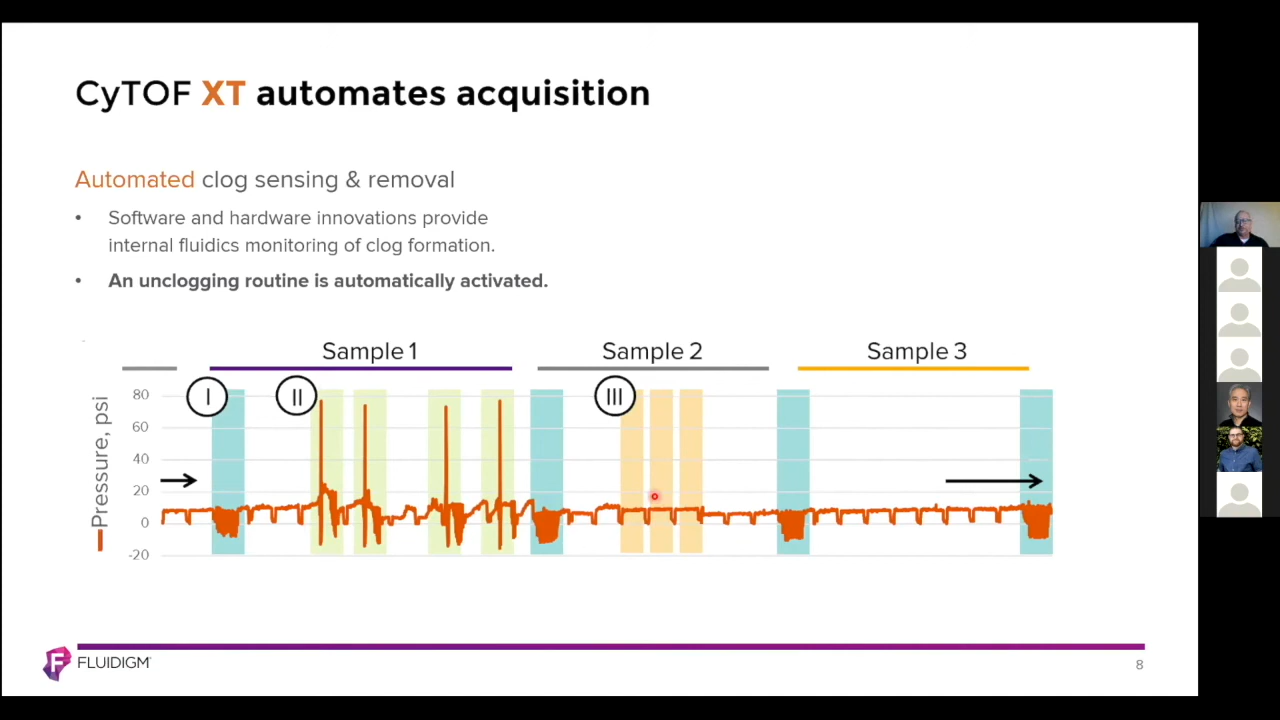 CyTOF XT automates acquisition
Automated clog sensing & removal
• Software and hardware innovations provide
internal fluidics monitoring of clog formation.
• An unclogging routine is automatically activated.
Sample 1
Sample 2
Sample 3
I
II
III
Pressure, psi
80
60
40
20
0
-20
F
FLUIDIGM
8